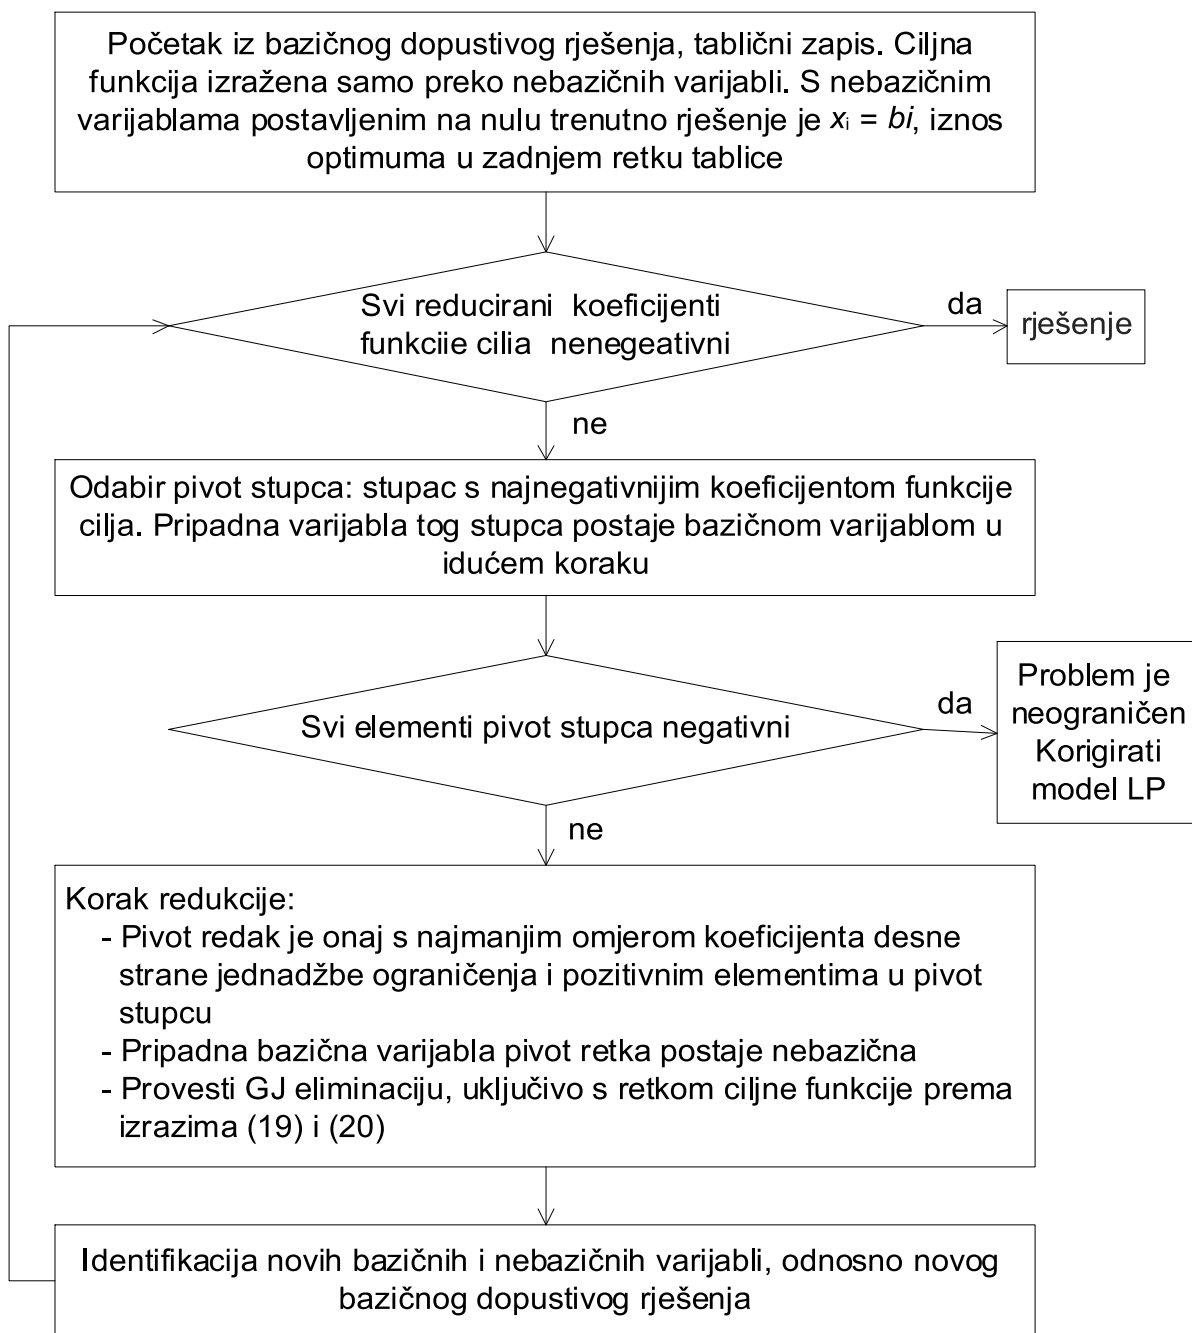 Početak iz bazičnog dopustivog rješenja, tablični zapis. Ciljna
funkcija izražena samo preko nebazičnih varijabli. S nebazičnim
varijablama postavljenim na nulu trenutno rješenje je xi = bi, iznos
optimuma u zadnjem retku tablice
Svi reducirani koeficijenti
funkciie cilia nenegeativni
da
rješenje
ne
Odabir pivot stupca: stupac s najnegativnijim koeficijentom funkcije
cilja. Pripadna varijabla tog stupca postaje bazičnom varijablom u
idućem koraku
Svi elementi pivot stupca negativni
da
Problem je
neograničen
Korigirati
model LP
ne
Korak redukcije:
- Pivot redak je onaj s najmanjim omjerom koeficijenta desne
strane jednadžbe ograničenja i pozitivnim elementima u pivot
stupcu
- Pripadna bazična varijabla pivot retka postaje nebazična
- Provesti GJ eliminaciju, uključivo s retkom ciljne funkcije prema
izrazima (19) i (20)
Identifikacija novih bazičnih i nebazičnih varijabli, odnosno novog
bazičnog dopustivog rješenja